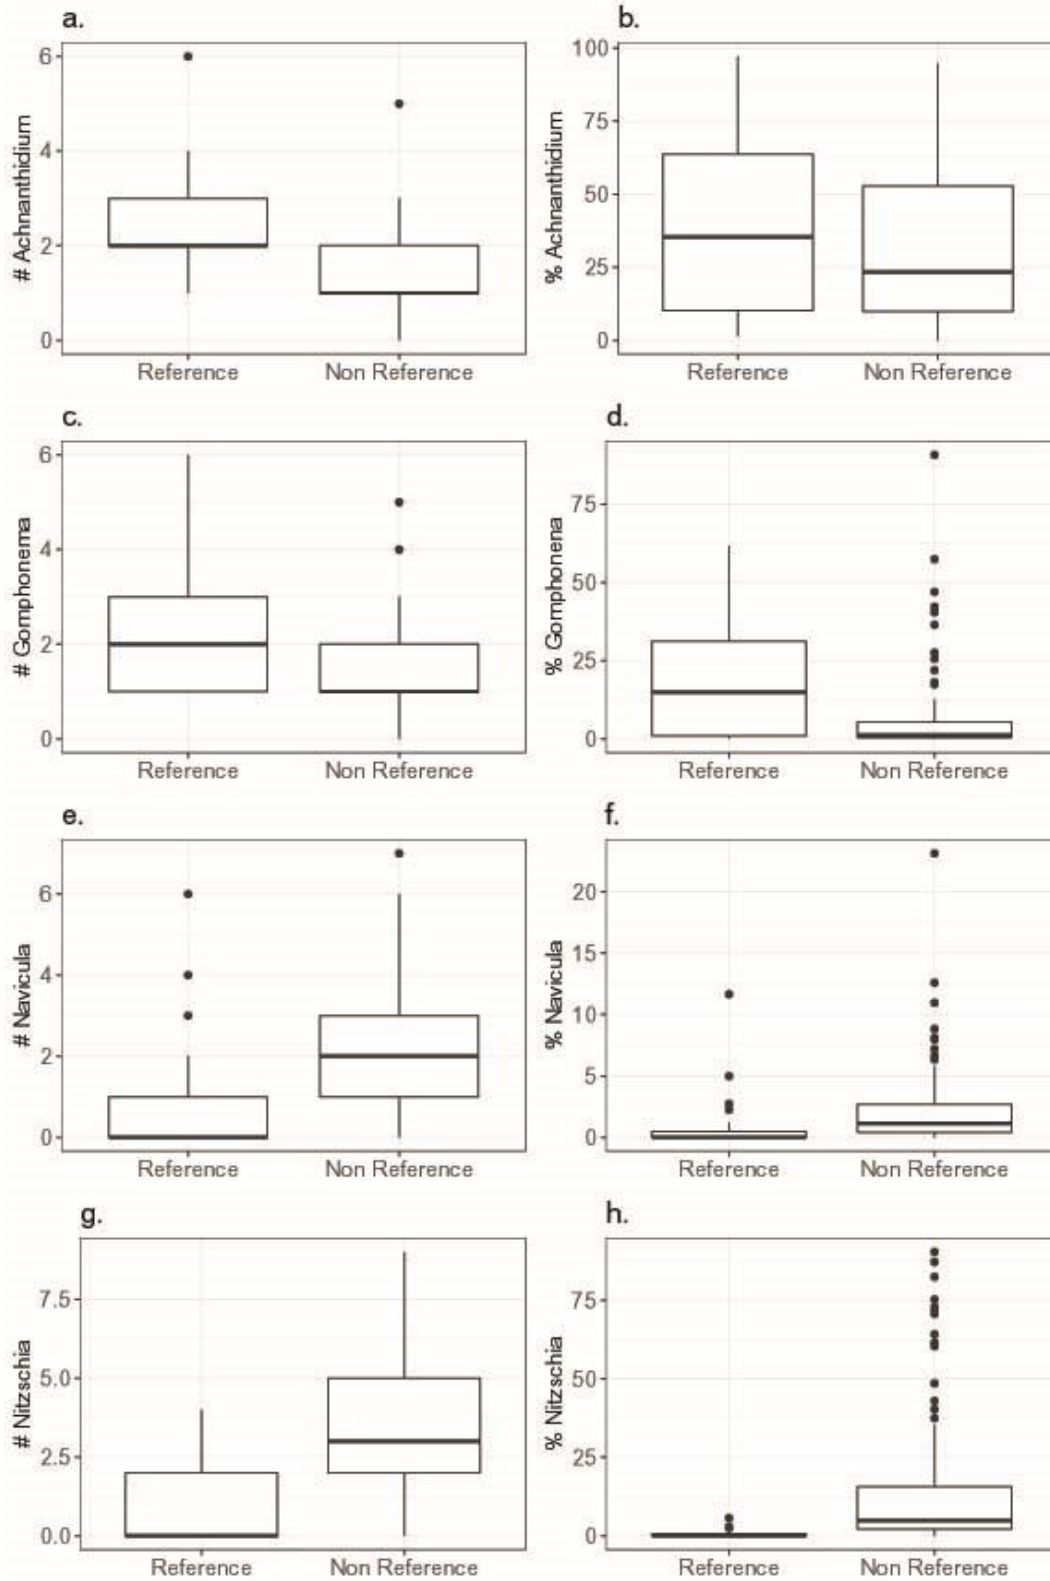 a.
# Achnanthidium
6
4
2
0
Reference Non Reference
b.
% Achnanthidium
100
75
50
25
0
Reference Non Reference
c.
# Gomphonema
6
4
2
0
Reference Non Reference
d.
% Gomphonena
75
50
25
0
Reference Non Reference
e.
# Navicula
6
4
2
0
Reference Non Reference
f.
% Navicula
20
15
10
5
0
Reference Non Reference
g.
# Nitzschia
7.5
5.0
2.5
0.0
Reference Non Reference
h.
% Nitzschia
75
50
25
0
Reference Non Reference